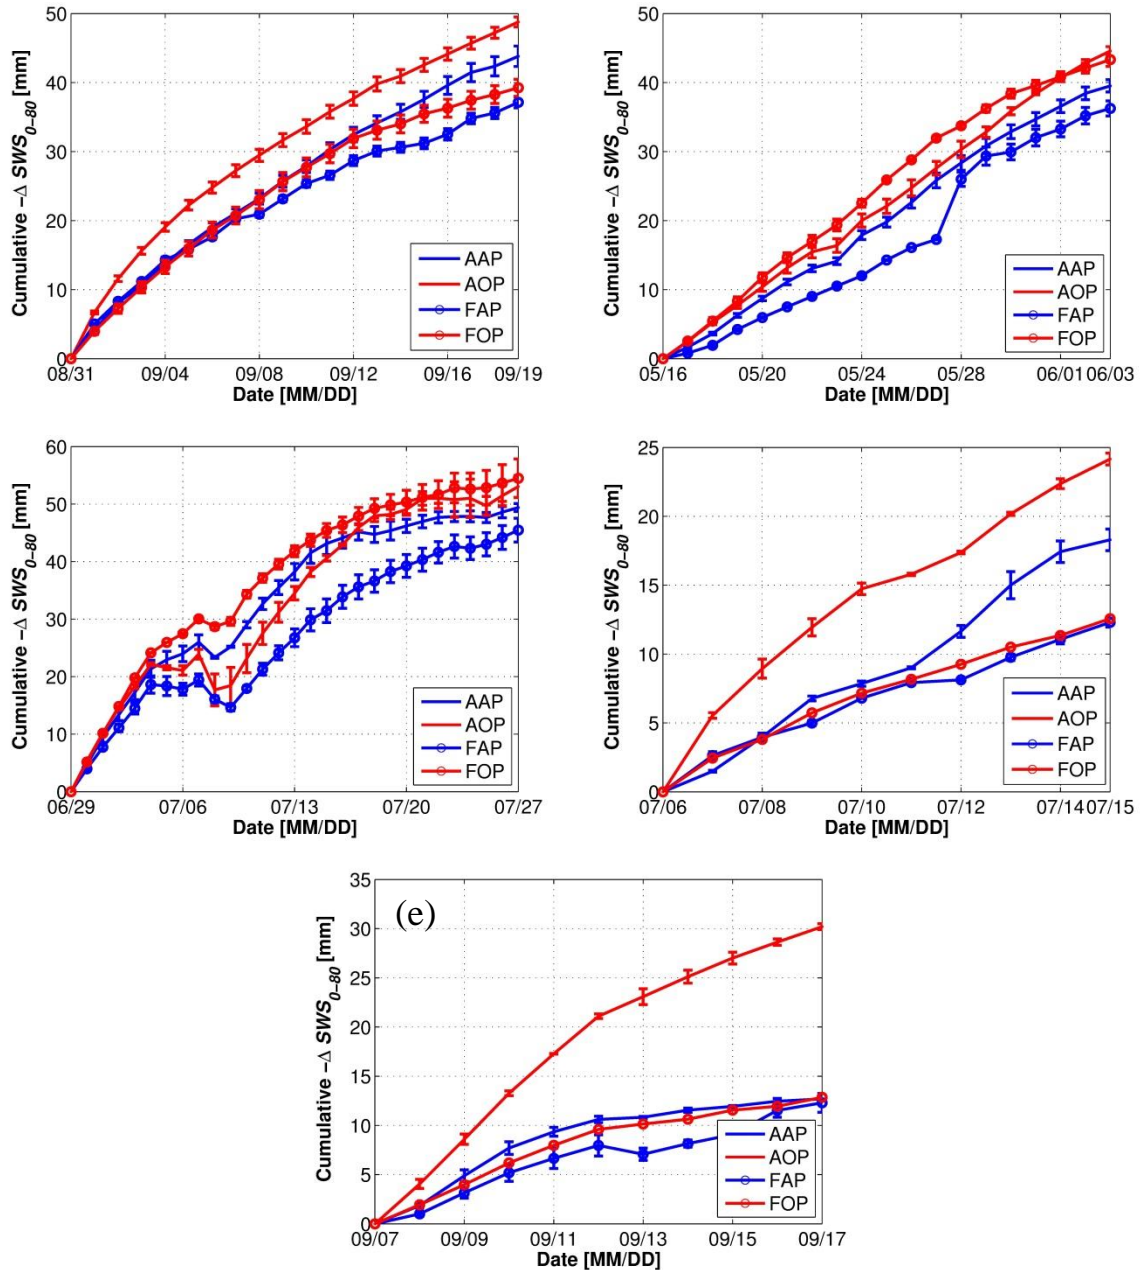 50
40
30
20
10
0
Cumulative −Δ SWS0−80 [mm]
AAP
AOP
FAP
FOP
08/31 09/04 09/08 09/12 09/16 09/19
Date [MM/DD]
50
40
30
20
10
0
Cumulative −Δ SWS0−80 [mm]
AAP
AOP
FAP
FOP
05/16 05/20 05/24 05/28 06/01 06/03
Date [MM/DD]
60
50
40
30
20
10
0
Cumulative −Δ SWS0−80 [mm]
AAP
AOP
FAP
FOP
06/29 07/06 07/13 07/20 07/27
Date [MM/DD]
25
20
15
10
5
0
Cumulative −Δ SWS0−80 [mm]
AAP
AOP
FAP
FOP
07/06 07/08 07/10 07/12 07/14 07/15
Date [MM/DD]
35
30
25
20
15
10
5
0
Cumulative −Δ SWS0−80 [mm]
(e)
AAP
AOP
FAP
FOP
09/07 09/09 09/11 09/13 09/15 09/17
Date [MM/DD]